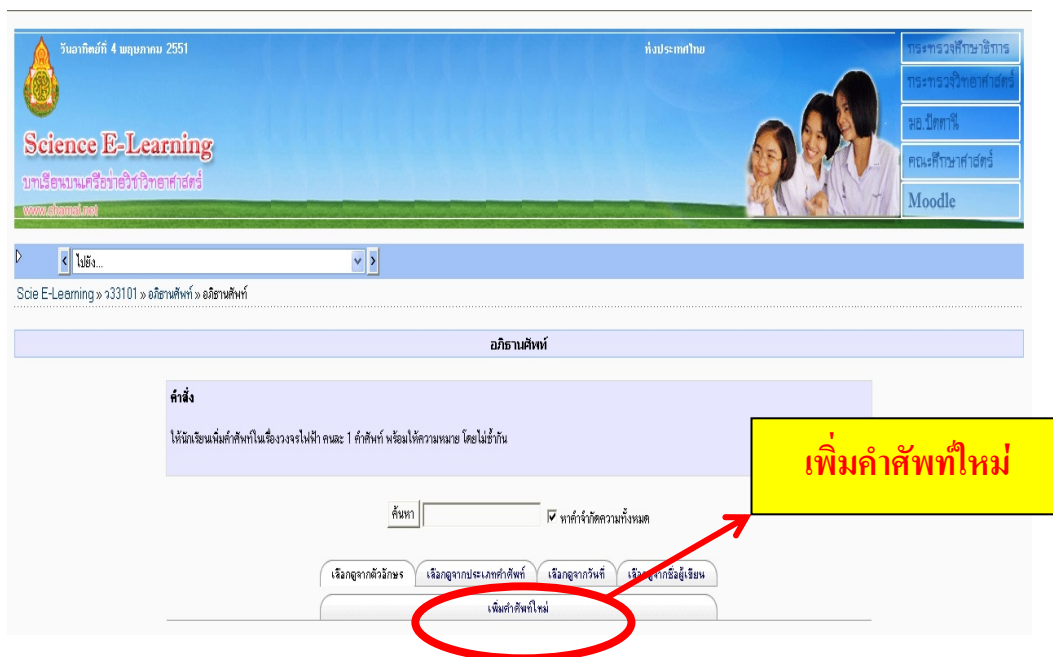 วันอาทิตย์ที่ 4 พฤษภาคม 2551
ห่งประเทศไทย
กระทรวงศึกษาธิการ
กระทรวงวิทยาศาสตร์
มอ.ปัตตานี
คณะศึกษาศาสตร์
Moodle
Science E-Learning
บทเรียนบนเครือข่ายวิชาวิทยาศาสตร์
www.chamai.net
ไปยัง...
Scie E-Learning » ว33101 » อภิธานศัพท์ » อภิธานศัพท์
อภิธานศัพท์
คำสั่ง
ให้นักเรียนเพิ่มคำศัพท์ในเรื่องวงจรไฟฟ้า คนละ 1 คำศัพท์ พร้อมให้ความหมาย โดยไม่ซ้ำกัน
เพิ่มคำศัพท์ใหม่
ค้นหา หาคำจำกัดความทั้งหมด
เลือกดูจากตัวอักษร เลือกดูจากประเภทคำศัพท์ เลือกดูจากวันที่ เลือกดูจากชื่อผู้เขียน
เพิ่มคำศัพท์ใหม่